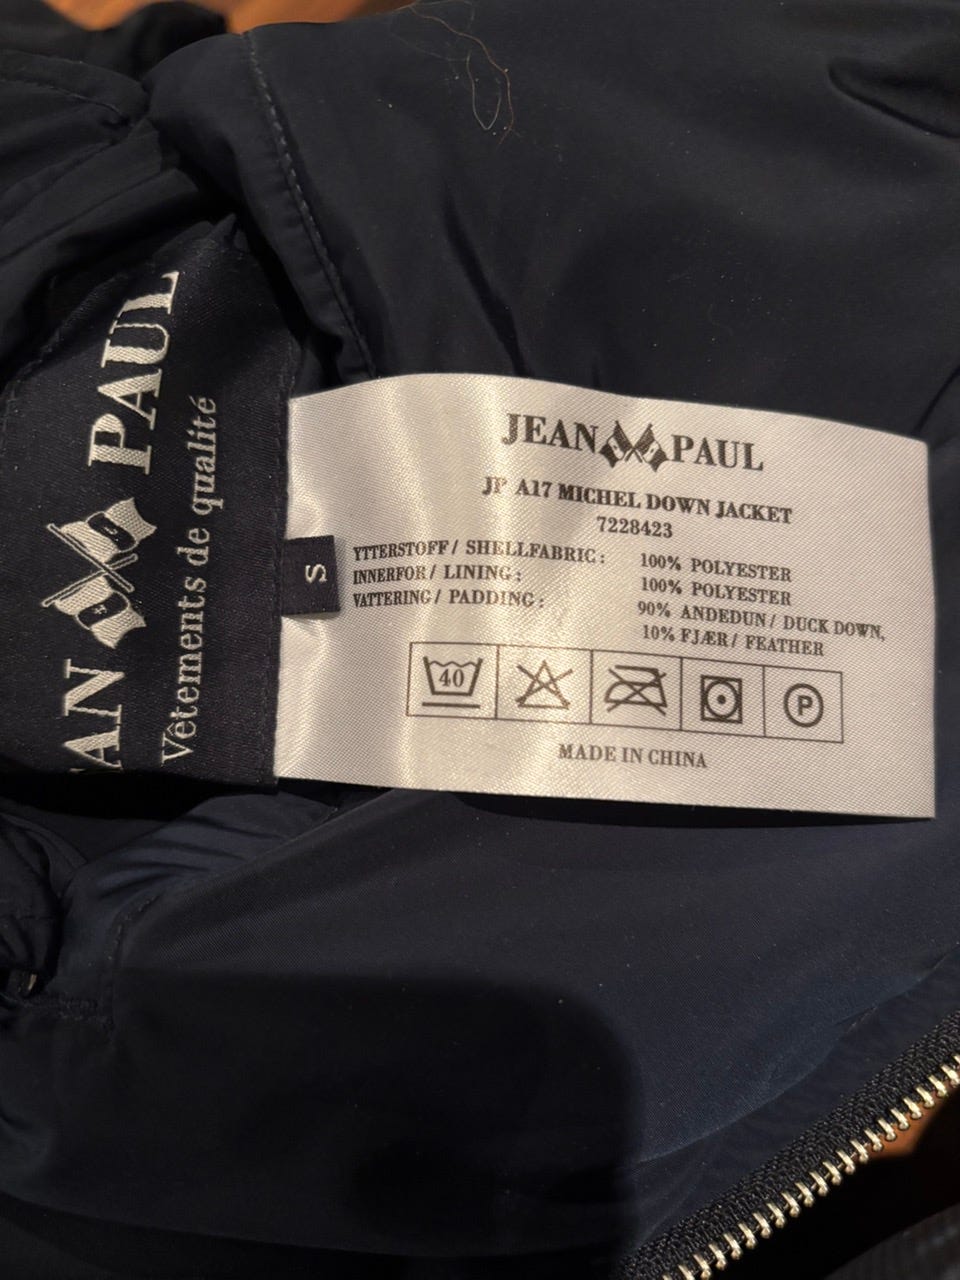 JEAN PAUL
JP A17 MICHEL DOWN JACKET
7228423
YTTERSTOFF / SHELLFABRIC : 100% POLYESTER
INNERFOR / LINING : 100% POLYESTER
VATTERING / PADDING : 90% ANDEDUN / DUCK DOWN,
10% FJÆR / FEATHER
40
P
MADE IN CHINA
S
AN PAUL
Vêtements de qualité